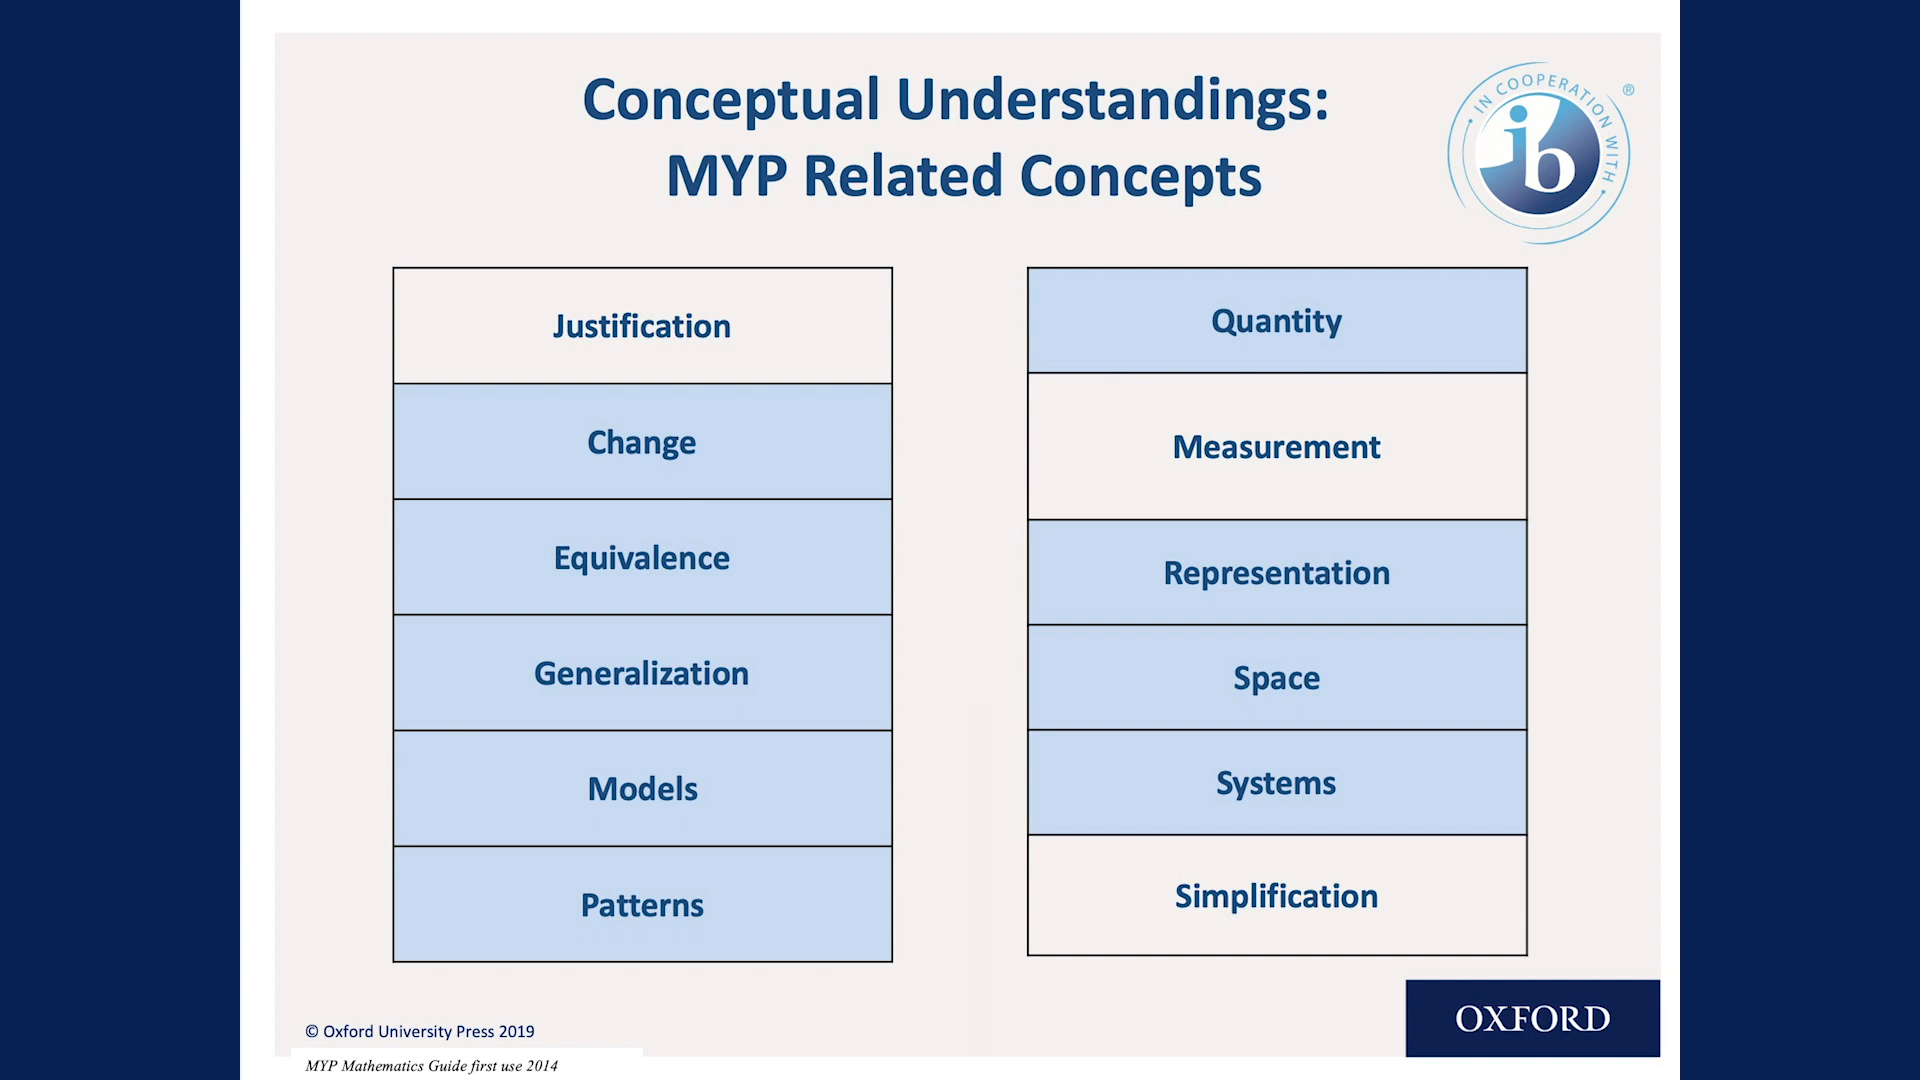 Conceptual Understandings:
MYP Related Concepts
IN COOPERATION WITH
®
ib
Justification
Change
Equivalence
Generalization
Models
Patterns
Quantity
Measurement
Representation
Space
Systems
Simplification
© Oxford University Press 2019
OXFORD
MYP Mathematics Guide first use 2014